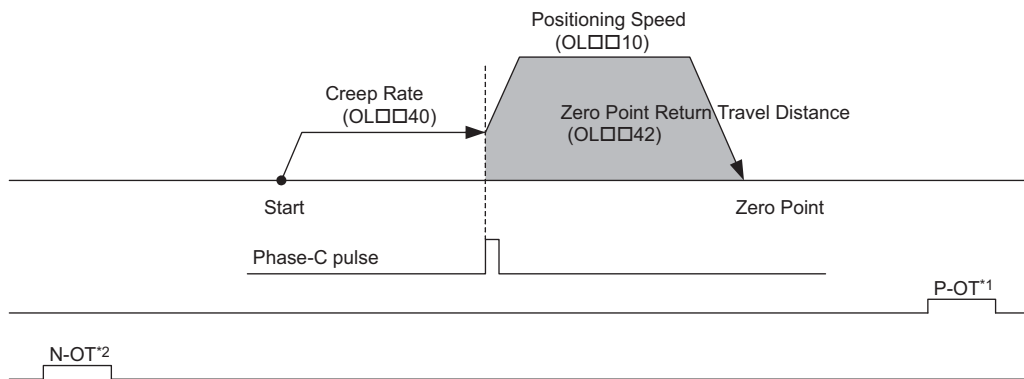 Positioning Speed
(OL□□10)
Creep Rate
(OL□□40)
Zero Point Return Travel Distance
(OL□□42)
Start
Zero Point
Phase-C pulse
P-OT*1
N-OT*2